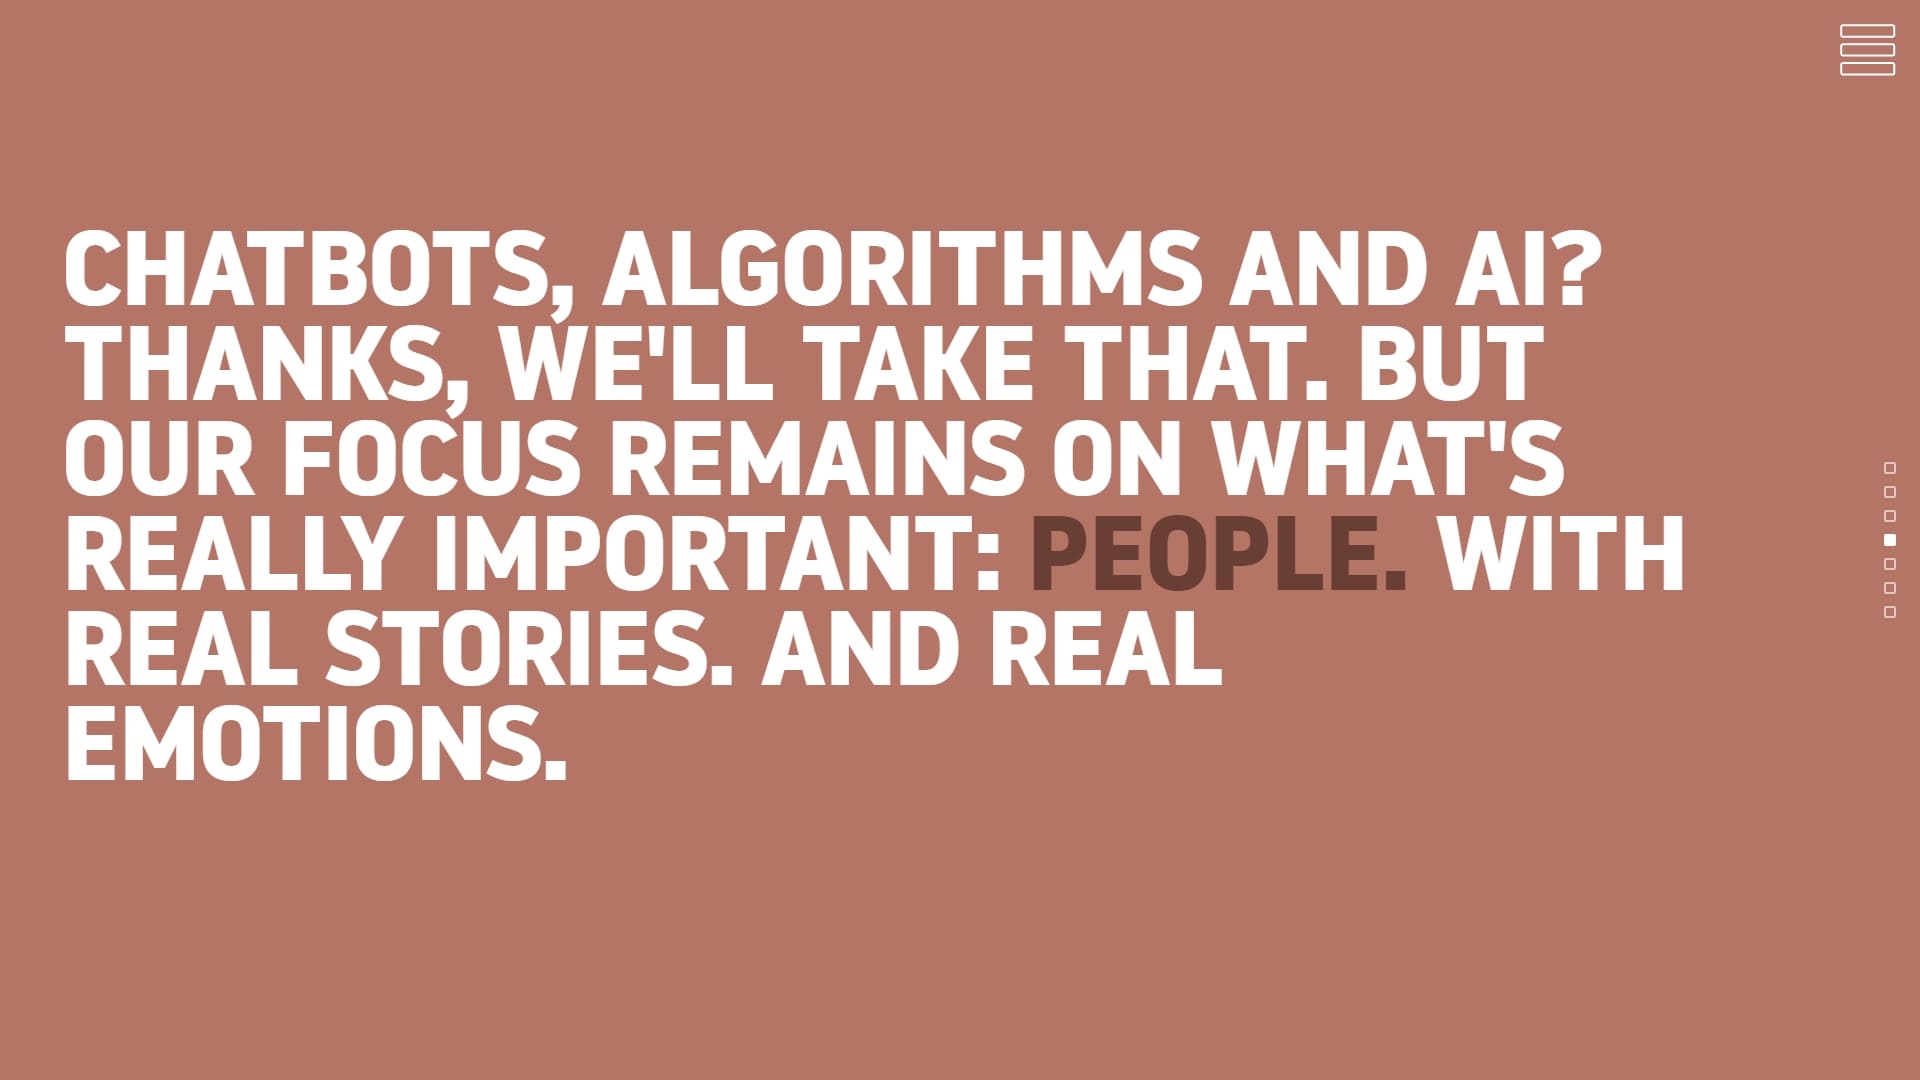 CHATBOTS, ALGORITHMS AND AI?
THANKS, WE'LL TAKE THAT. BUT
OUR FOCUS REMAINS ON WHAT'S
REALLY IMPORTANT: PEOPLE. WITH
REAL STORIES. AND REAL
EMOTIONS.